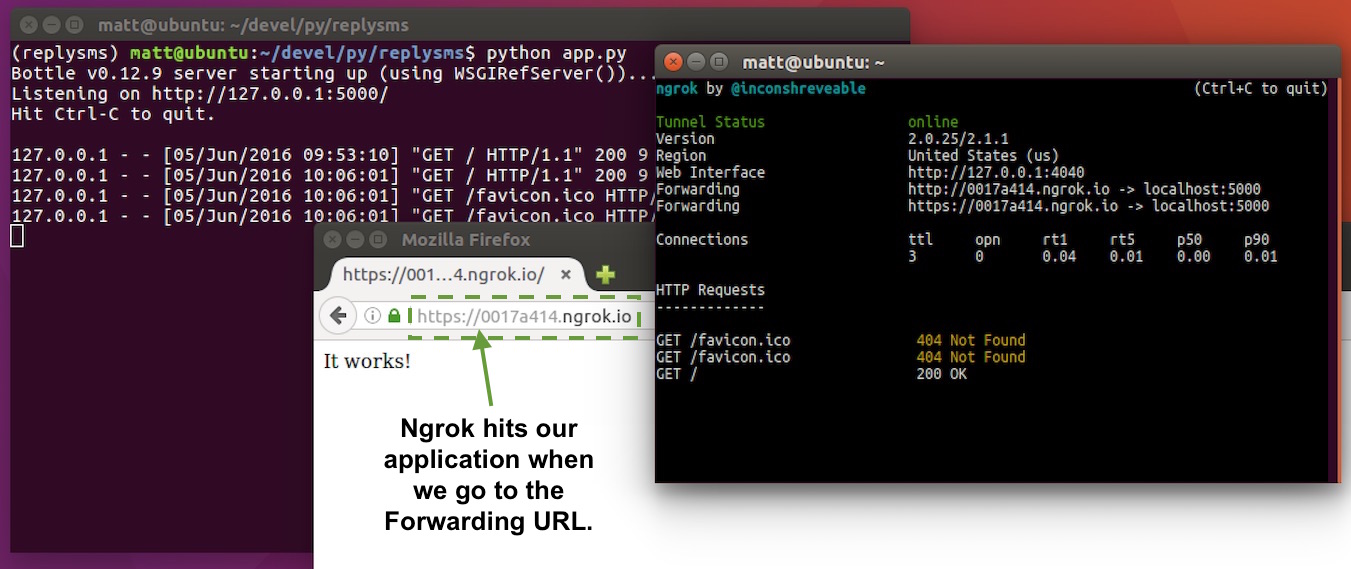 matt@ubuntu: ~/devel/py/replysms
(replysms) matt@ubuntu:~/devel/py/replysms$ python app.py
Bottle v0.12.9 server starting up (using WSGIRefServer())...
Listening on http://127.0.0.1:5000/
Hit Ctrl-C to quit.
127.0.0.1 - - [05/Jun/2016 09:53:10] "GET / HTTP/1.1" 200 9
127.0.0.1 - - [05/Jun/2016 10:06:01] "GET / HTTP/1.1" 200 9
127.0.0.1 - - [05/Jun/2016 10:06:01] "GET /favicon.ico HTTP/
127.0.0.1 - - [05/Jun/2016 10:06:01] "GET /favicon.ico HTTP/
matt@ubuntu: ~
ngrok by @inconshreveable (Ctrl+C to quit)
Tunnel Status online
Version 2.0.25/2.1.1
Region United States (us)
Web Interface http://127.0.0.1:4040
Forwarding http://0017a414.ngrok.io -> localhost:5000
Forwarding https://0017a414.ngrok.io -> localhost:5000
Connections ttl opn rt1 rt5 p50 p90
3 0 0.04 0.01 0.00 0.01
HTTP Requests
-------------
GET /favicon.ico 404 Not Found
GET /favicon.ico 404 Not Found
GET / 200 OK
Mozilla Firefox
https://001...4.ngrok.io/
https://0017a414.ngrok.io
It works!
Ngrok hits our
application when
we go to the
Forwarding URL.